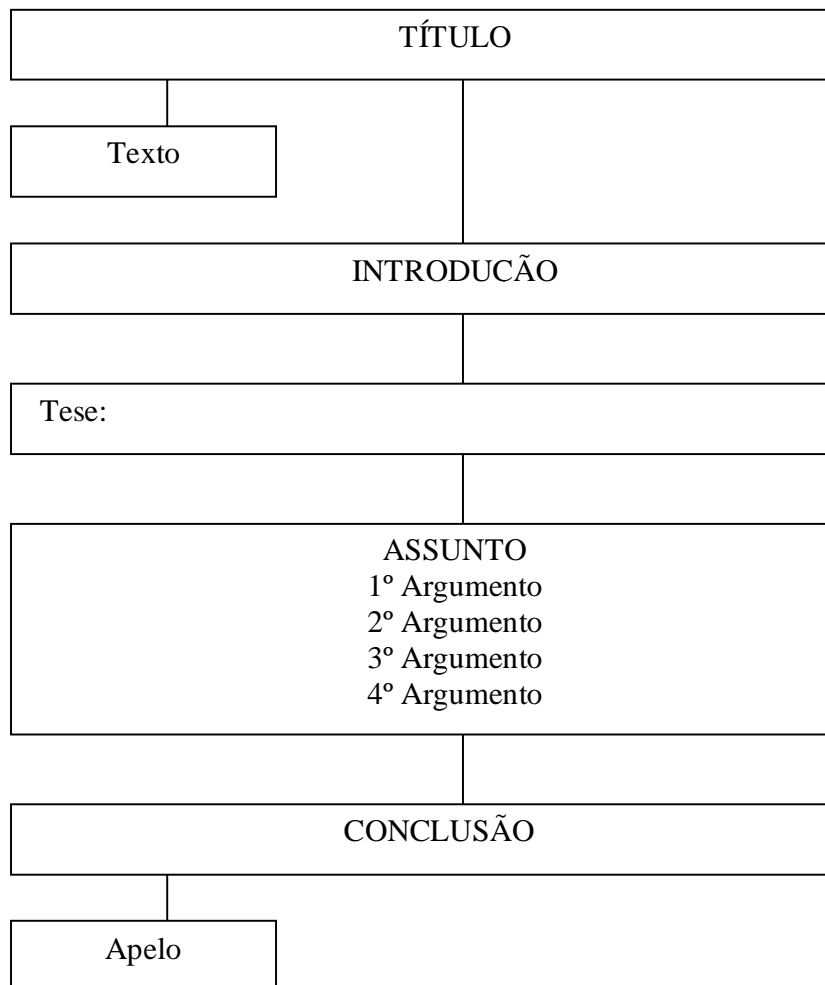 TÍTULO
Texto
INTRODUCÃO
Tese:
ASSUNTO
1º Argumento
2º Argumento
3º Argumento
4º Argumento
CONCLUSÃO
Apelo